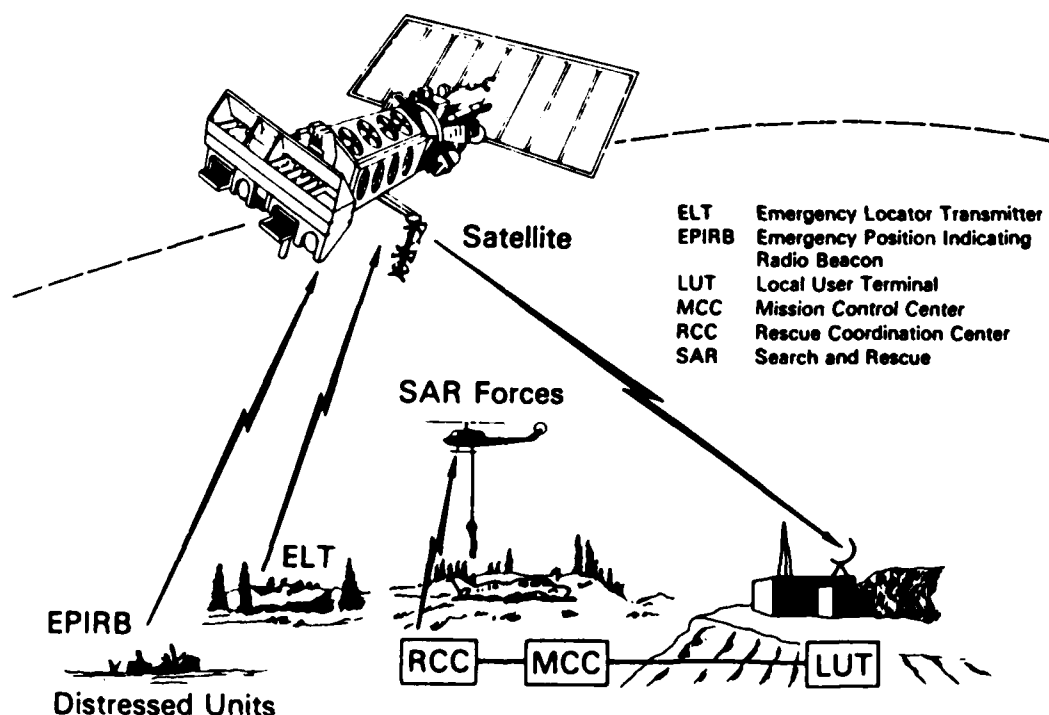 Satellite
ELT Emergency Locator Transmitter
EPIRB Emergency Position Indicating
Radio Beacon
LUT Local User Terminal
MCC Mission Control Center
RCC Rescue Coordination Center
SAR Search and Rescue
SAR Forces
ELT
EPIRB
RCC MCC LUT
Distressed Units